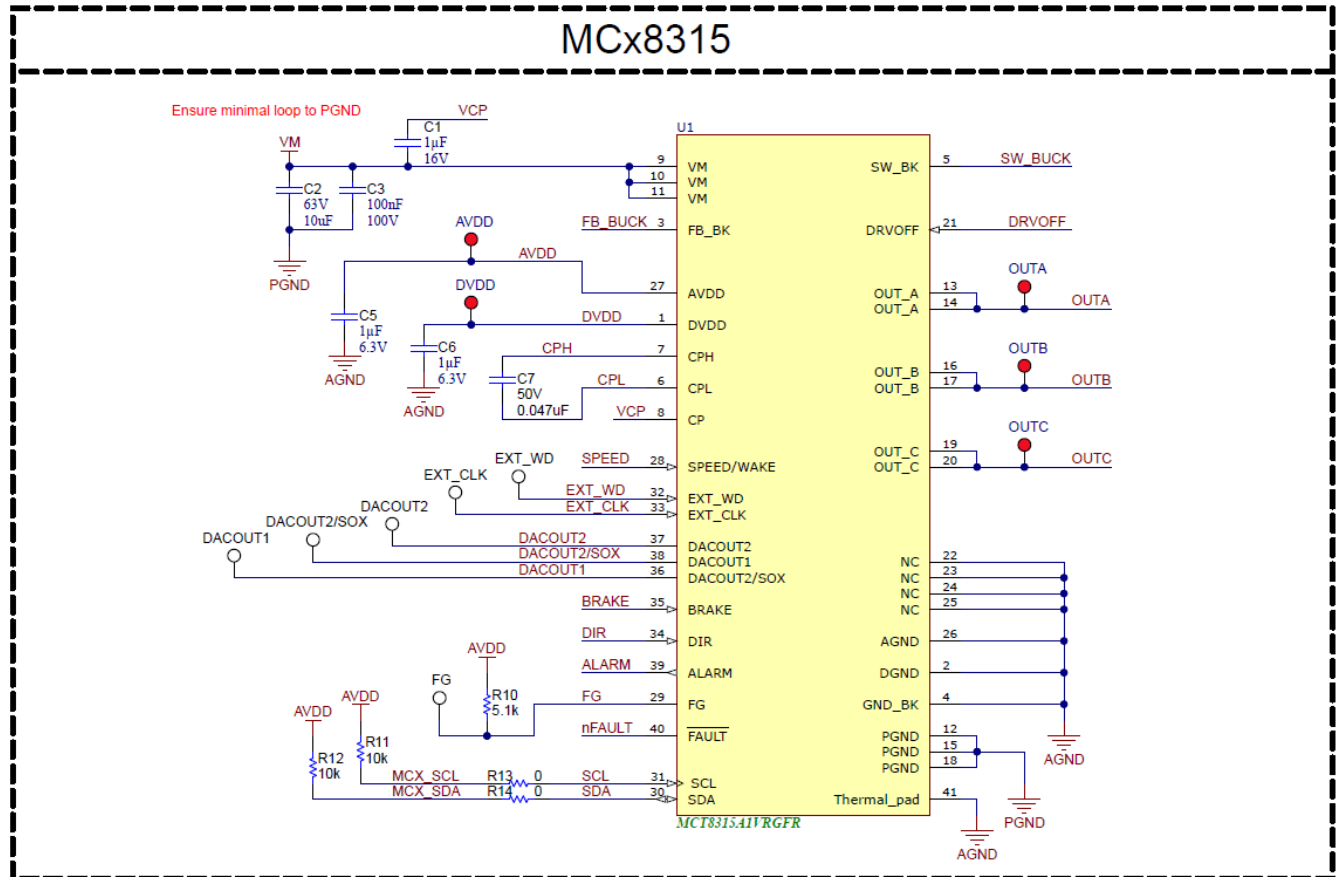 MCx8315
Ensure minimal loop to PGND
VCP
C1
1µF
16V
VM
C2
63V
10uF
C3
100nF
100V
PGND
U1
9 VM
10 VM
11 VM
FB_BUCK 3 FB_BK
AVDD
AVDD
27 AVDD
C5
1µF
6.3V
AGND
DVDD
DVDD 1 DVDD
C6
1µF
6.3V
AGND
CPH 7 CPH
C7
50V
0.047uF
CPL 6 CPL
VCP 8 CP
SPEED 28 SPEED/WAKE
EXT_WD
EXT_WD 32 EXT_WD
EXT_CLK
EXT_CLK 33 EXT_CLK
DACOUT2
DACOUT2/SOX
DACOUT1
DACOUT2 37 DACOUT2
DACOUT2/SOX 38 DACOUT1
DACOUT1 36 DACOUT2/SOX
BRAKE 35 BRAKE
DIR 34 DIR
ALARM 39 ALARM
AVDD
R10
5.1k
FG
FG 29 FG
nFAULT 40 FAULT
AVDD
AVDD
R11
10k
R12
10k
MCX_SCL R13 0 SCL 31 SCL
MCX_SDA R14 0 SDA 30 SDA
SW_BK 5 SW_BUCK
DRVOFF 21 DRVOFF
OUTA
OUT_A 13
OUT_A 14 OUTA
OUTB
OUT_B 16
OUT_B 17 OUTB
OUTC
OUT_C 19
OUT_C 20 OUTC
NC 22
NC 23
NC 24
NC 25
AGND 26
DGND 2
GND_BK 4
AGND
PGND 12
PGND 15
PGND 18
PGND
Thermal_pad 41
AGND
MCT8315A1VRGFR